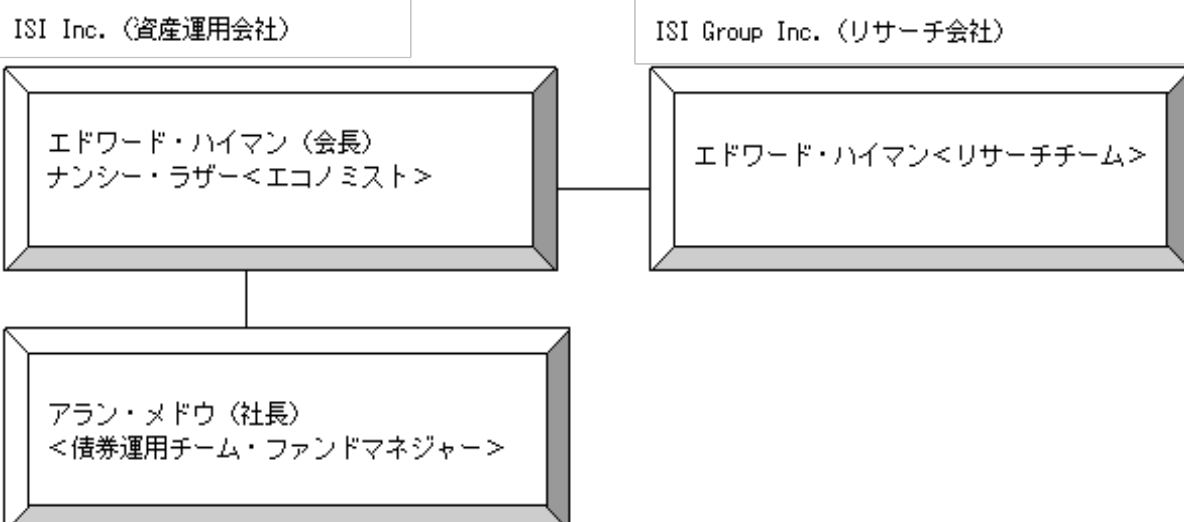 ISI Inc.（資産運用会社）
ISI Group Inc.（リサーチ会社）
エドワード・ハイマン（会長）
ナンシー・ラザー＜エコノミスト＞
エドワード・ハイマン＜リサーチチーム＞
アラン・メドウ（社長）
＜債券運用チーム・ファンドマネジャー＞